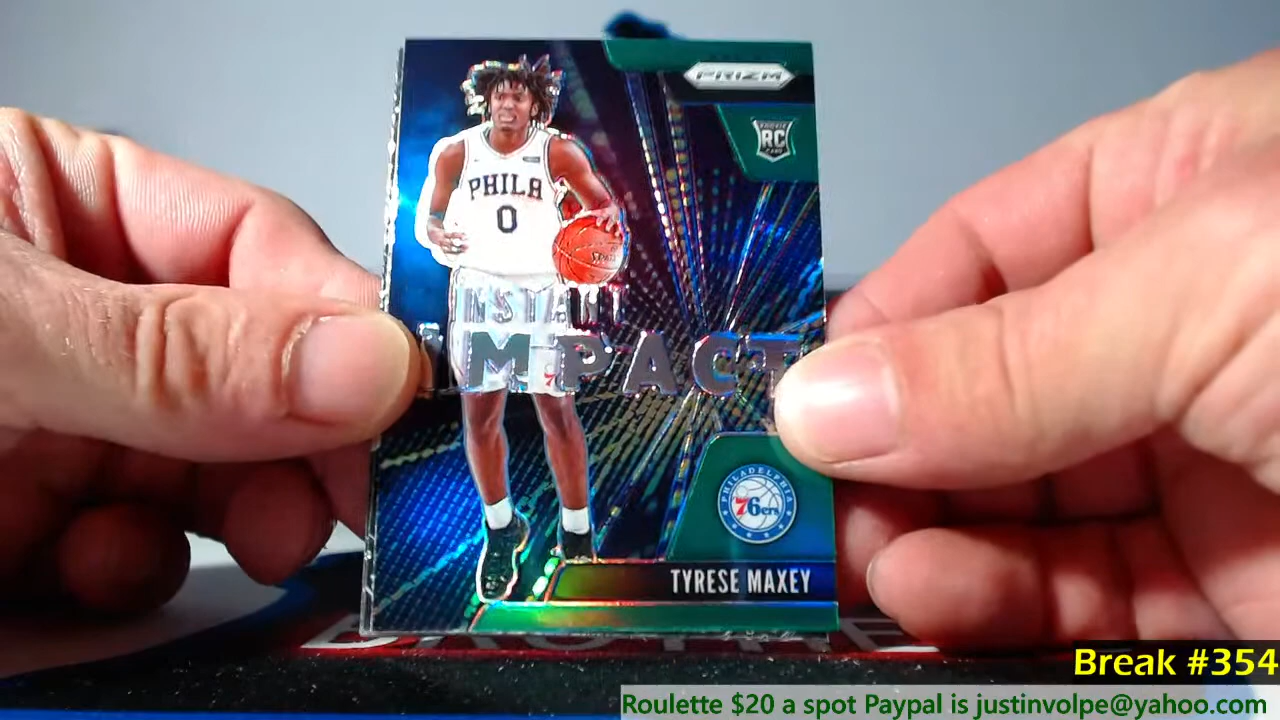 PRIZM
RC
PHILA
0
INSTANT
IMPACT
PHILADELPHIA
76ers
TYRESE MAXEY
Break #354
Roulette $20 a spot Paypal is justinvolpe@yahoo.com